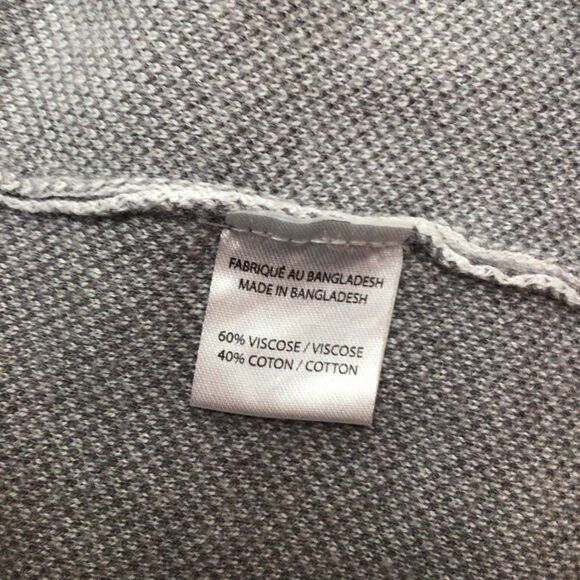 FABRIQUÉ AU BANGLADESH
MADE IN BANGLADESH
60% VISCOSE / VISCOSE
40% COTON / COTTON